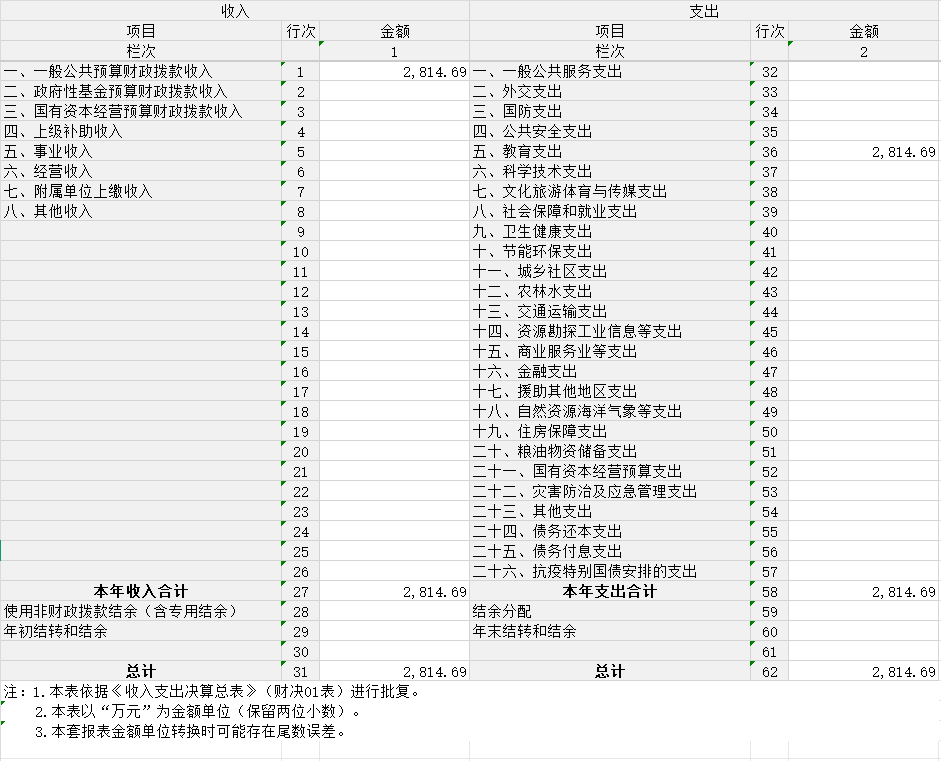 收入 支出
项目 行次 金额 项目 行次 金额
栏次 1 栏次 2
一、一般公共预算财政拨款收入 1 2,814.69 一、一般公共服务支出 32
二、政府性基金预算财政拨款收入 2 二、外交支出 33
三、国有资本经营预算财政拨款收入 3 三、国防支出 34
四、上级补助收入 4 四、公共安全支出 35
五、事业收入 5 五、教育支出 36 2,814.69
六、经营收入 6 六、科学技术支出 37
七、附属单位上缴收入 7 七、文化旅游体育与传媒支出 38
八、其他收入 8 八、社会保障和就业支出 39
9 九、卫生健康支出 40
10 十、节能环保支出 41
11 十一、城乡社区支出 42
12 十二、农林水支出 43
13 十三、交通运输支出 44
14 十四、资源勘探工业信息等支出 45
15 十五、商业服务业等支出 46
16 十六、金融支出 47
17 十七、援助其他地区支出 48
18 十八、自然资源海洋气象等支出 49
19 十九、住房保障支出 50
20 二十、粮油物资储备支出 51
21 二十一、国有资本经营预算支出 52
22 二十二、灾害防治及应急管理支出 53
23 二十三、其他支出 54
24 二十四、债务还本支出 55
25 二十五、债务付息支出 56
26 二十六、抗疫特别国债安排的支出 57
本年收入合计 27 2,814.69 本年支出合计 58 2,814.69
使用非财政拨款结余（含专用结余） 28 结余分配 59
年初结转和结余 29 年末结转和结余 60
30 61
总计 31 2,814.69 总计 62 2,814.69
注：1.本表依据《收入支出决算总表》（财决01表）进行批复。
2.本表以“万元”为金额单位（保留两位小数）。
3.本套报表金额单位转换时可能存在尾数误差。